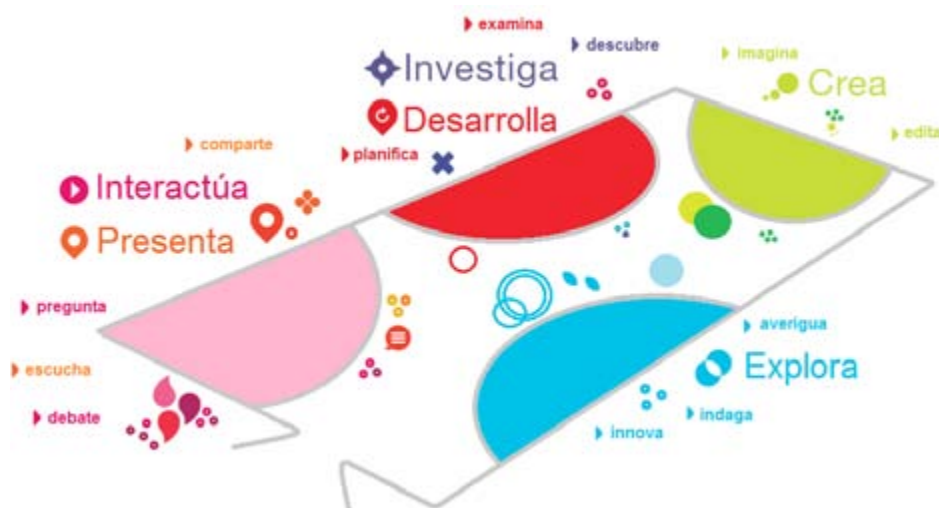 examina
descubre
Investiga
imagina
Crea
Desarrolla
edita
comparte
planifica
Interactúa
Presenta
pregunta
averigua
escucha
Explora
debate
indaga
innova